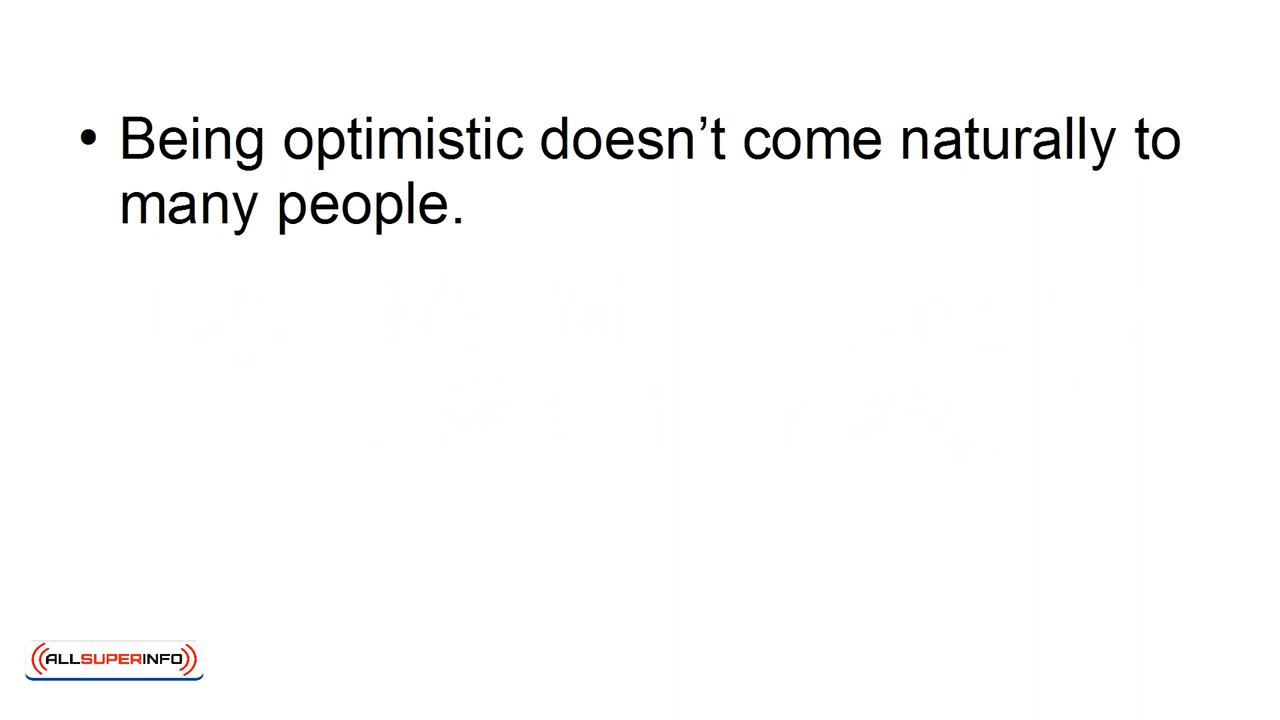 • Being optimistic doesn’t come naturally to
many people.
ALLSUPERINFO